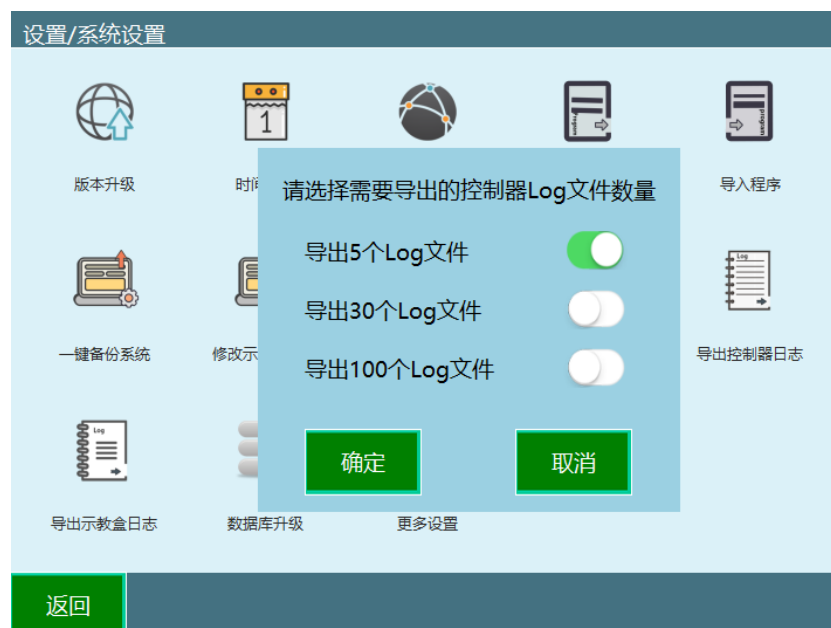 设置/系统设置
1
Program
program
版本升级
时间
请选择需要导出的控制器Log文件数量
导入程序
导出5个Log文件
Log
导出30个Log文件
一键备份系统
修改示
导出控制器日志
导出100个Log文件
Log
确定
取消
导出示教盒日志
数据库升级
更多设置
返回